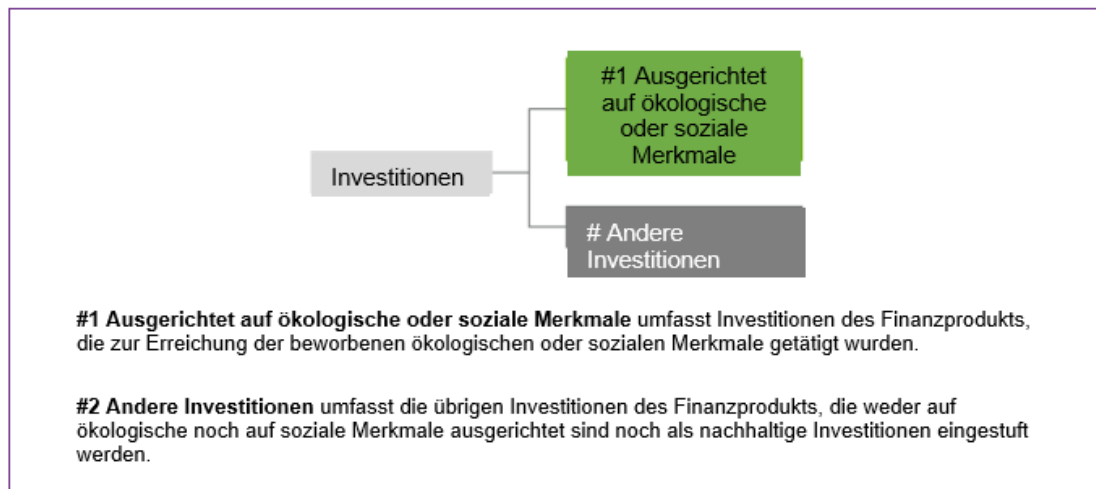 #1 Ausgerichtet
auf ökologische
oder soziale
Merkmale
Investitionen
# Andere
Investitionen
#1 Ausgerichtet auf ökologische oder soziale Merkmale umfasst Investitionen des Finanzprodukts,
die zur Erreichung der beworbenen ökologischen oder sozialen Merkmale getätigt wurden.
#2 Andere Investitionen umfasst die übrigen Investitionen des Finanzprodukts, die weder auf
ökologische noch auf soziale Merkmale ausgerichtet sind noch als nachhaltige Investitionen eingestuft
werden.